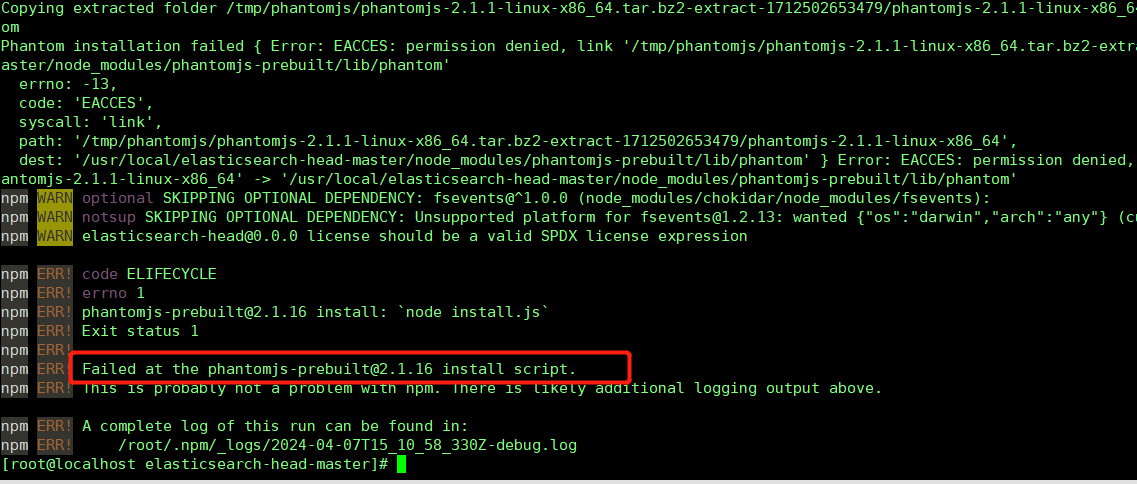 Copying extracted folder /tmp/phantomjs/phantomjs-2.1.1-linux-x86_64.tar.bz2-extract-1712502653479/phantomjs-2.1.1-linux-x86_6
om
Phantom installation failed { Error: EACCES: permission denied, link '/tmp/phantomjs/phantomjs-2.1.1-linux-x86_64.tar.bz2-extr
aster/node_modules/phantomjs-prebuilt/lib/phantom'
  errno: -13,
  code: 'EACCES',
  syscall: 'link',
  path: '/tmp/phantomjs/phantomjs-2.1.1-linux-x86_64.tar.bz2-extract-1712502653479/phantomjs-2.1.1-linux-x86_64',
  dest: '/usr/local/elasticsearch-head-master/node_modules/phantomjs-prebuilt/lib/phantom' } Error: EACCES: permission denied,
antomjs-2.1.1-linux-x86_64' -> '/usr/local/elasticsearch-head-master/node_modules/phantomjs-prebuilt/lib/phantom'
npm WARN optional SKIPPING OPTIONAL DEPENDENCY: fsevents@^1.0.0 (node_modules/chokidar/node_modules/fsevents):
npm WARN notsup SKIPPING OPTIONAL DEPENDENCY: Unsupported platform for fsevents@1.2.13: wanted {"os":"darwin","arch":"any"} (cu
npm WARN elasticsearch-head@0.0.0 license should be a valid SPDX license expression
npm ERR! code ELIFECYCLE
npm ERR! errno 1
npm ERR! phantomjs-prebuilt@2.1.16 install: `node install.js`
npm ERR! Exit status 1
npm ERR!
npm ERR! Failed at the phantomjs-prebuilt@2.1.16 install script.
npm ERR! This is probably not a problem with npm. There is likely additional logging output above.
npm ERR! A complete log of this run can be found in:
npm ERR!     /root/.npm/_logs/2024-04-07T15_10_58_330Z-debug.log
[root@localhost elasticsearch-head-master]#